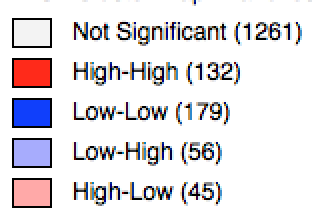 Not Significant (1261)
High-High (132)
Low-Low (179)
Low-High (56)
High-Low (45)